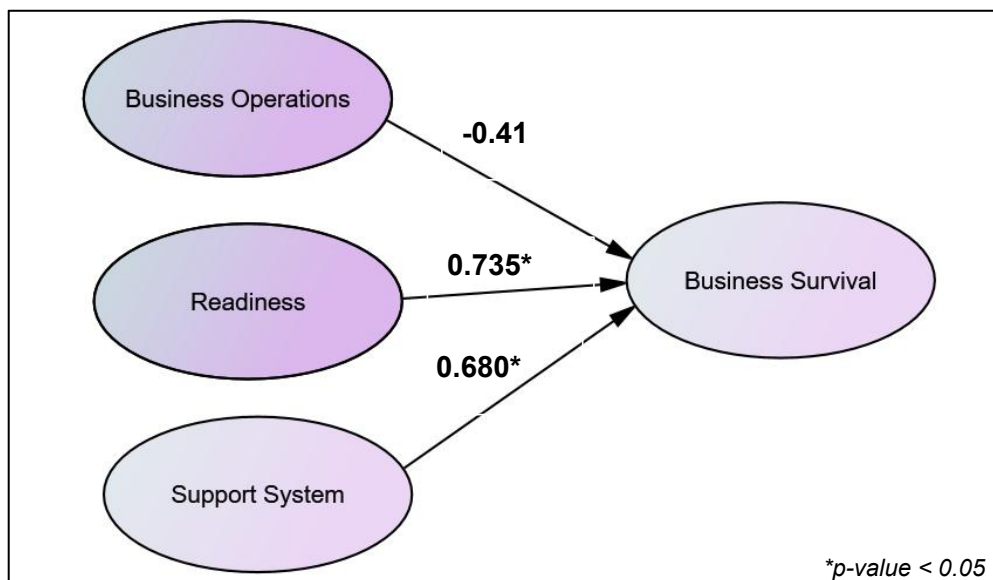 Business Operations
-0.41
Readiness
0.735*
Business Survival
Support System
0.680*
*p-value < 0.05